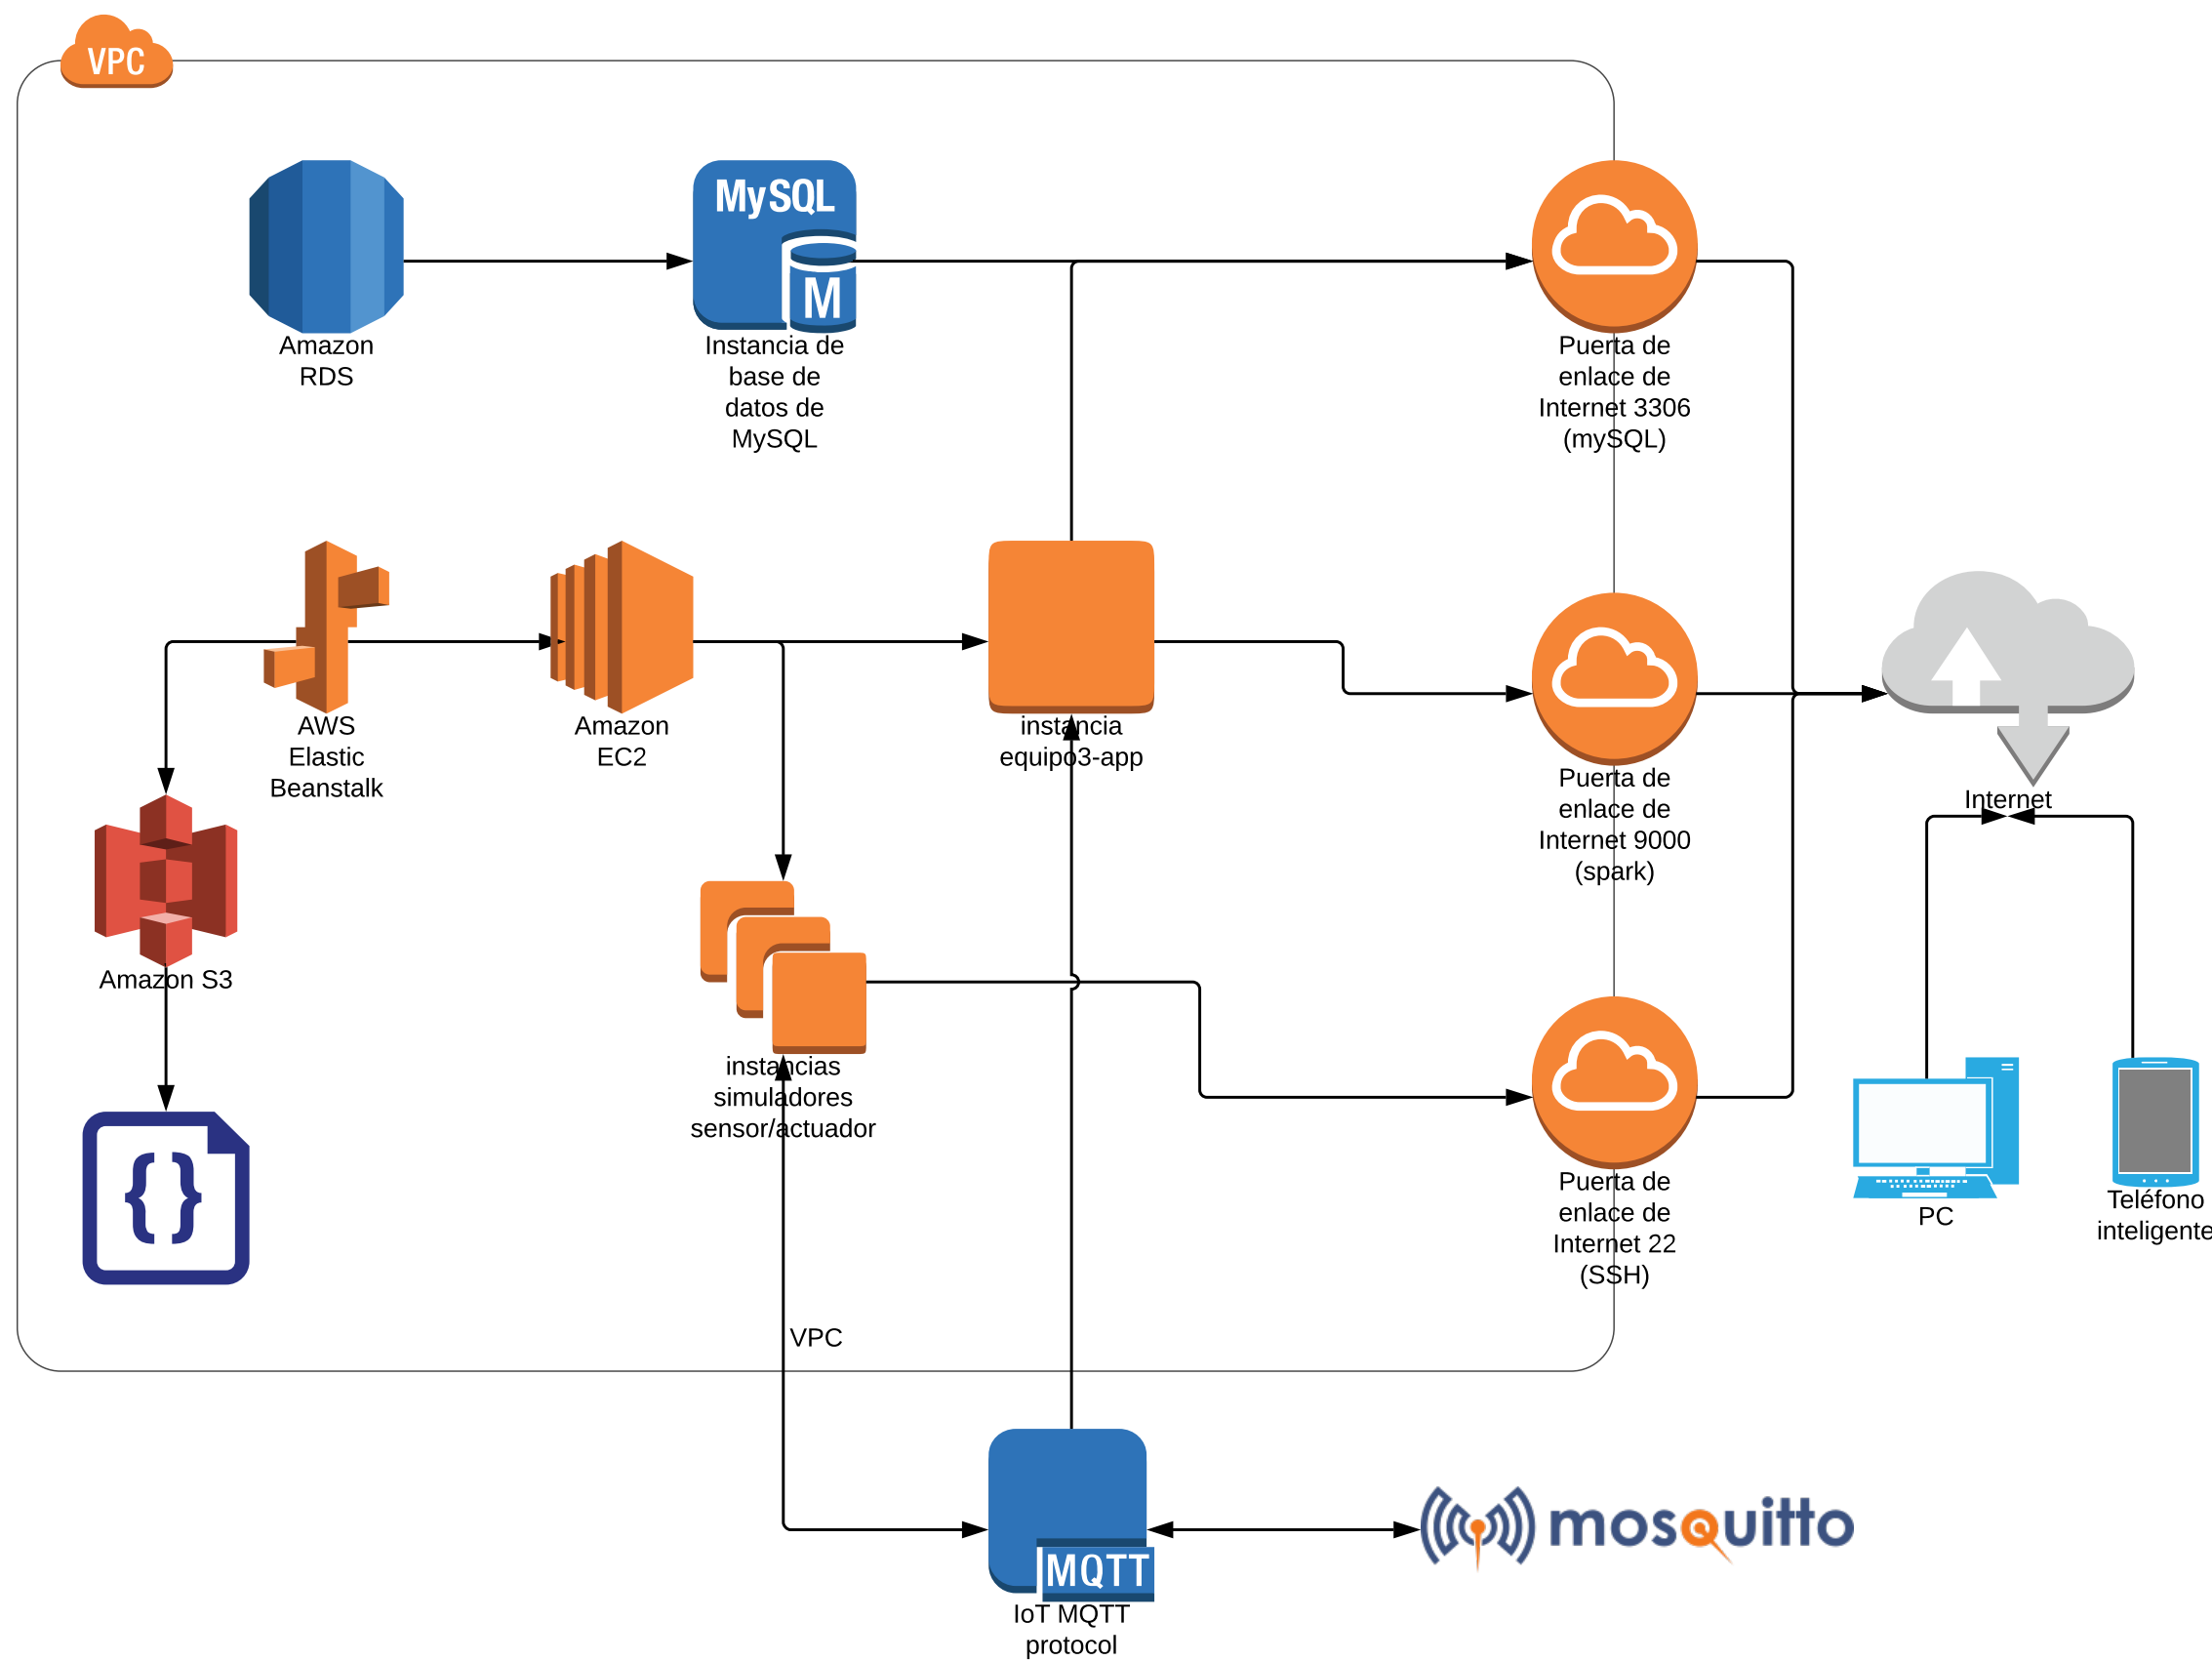 VPC
MySQL
M
Amazon
RDS
Instancia de
base de
datos de
MySQL
Puerta de
enlace de
Internet 3306
(mySQL)
AWS
Elastic
Beanstalk
Amazon
EC2
instancia
equipo3-app
Puerta de
enlace de
Internet 9000
(spark)
Internet
Amazon S3
{ }
instancias
simuladores
sensor/actuador
Puerta de
enlace de
Internet 22
(SSH)
PC
Teléfono
inteligente
VPC
MQTT
IoT MQTT
protocol
mosquitto